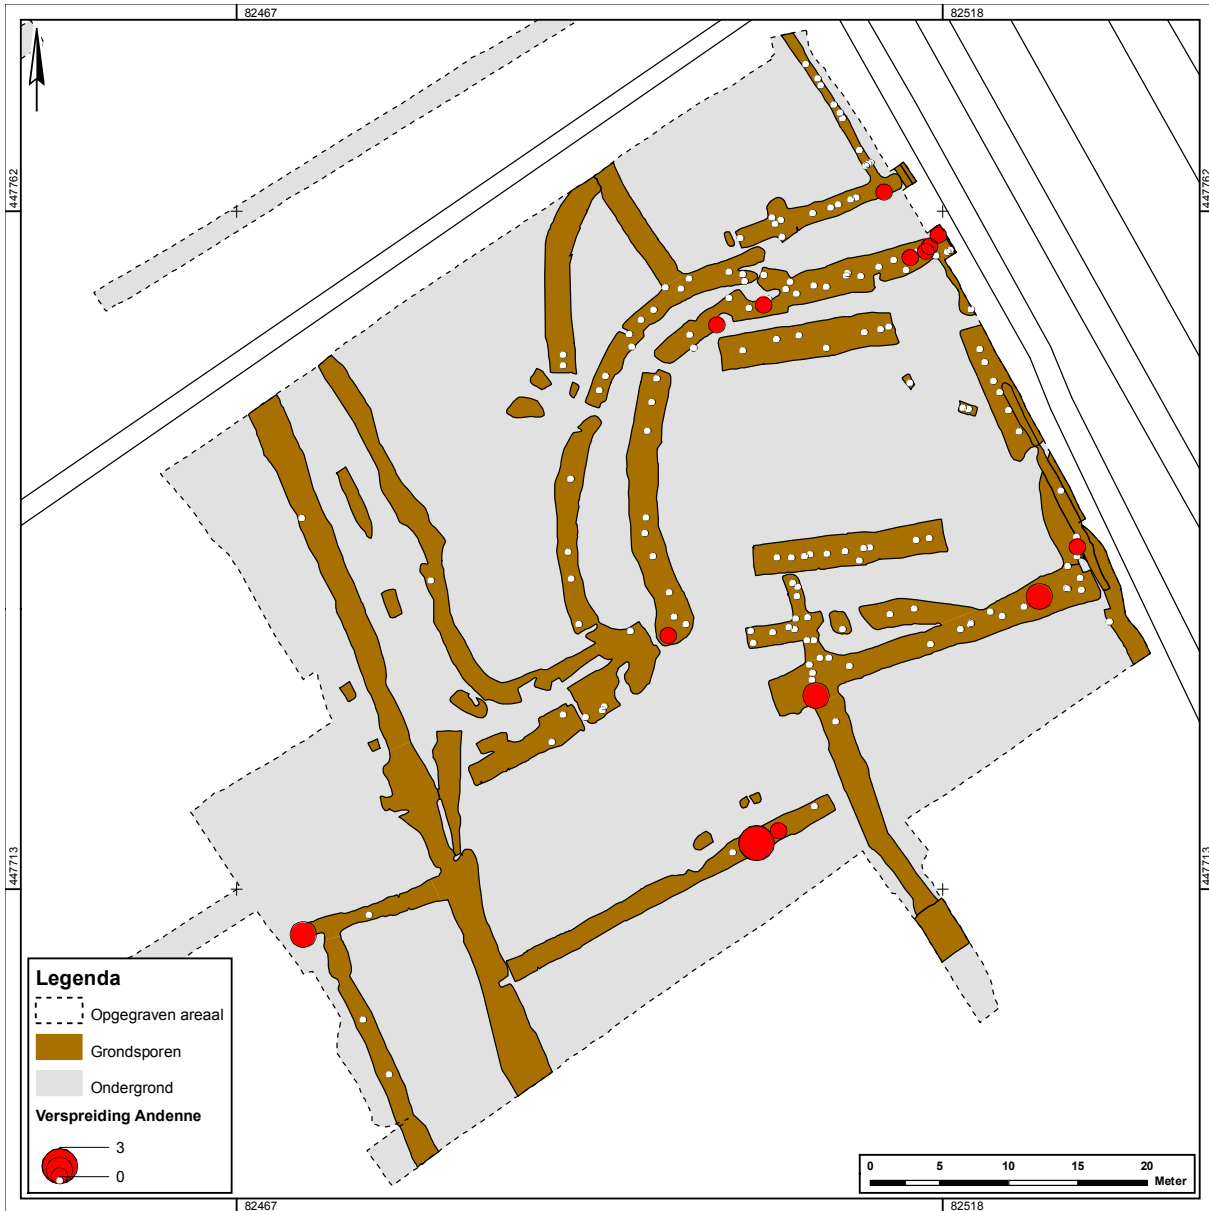 82467
82518
447762
447762
447713
447713
Legenda
Opgegraven areaal
Grondsporen
Ondergrond
Verspreiding Andenne
3
0
0 5 10 15 20
Meter
82467
82518